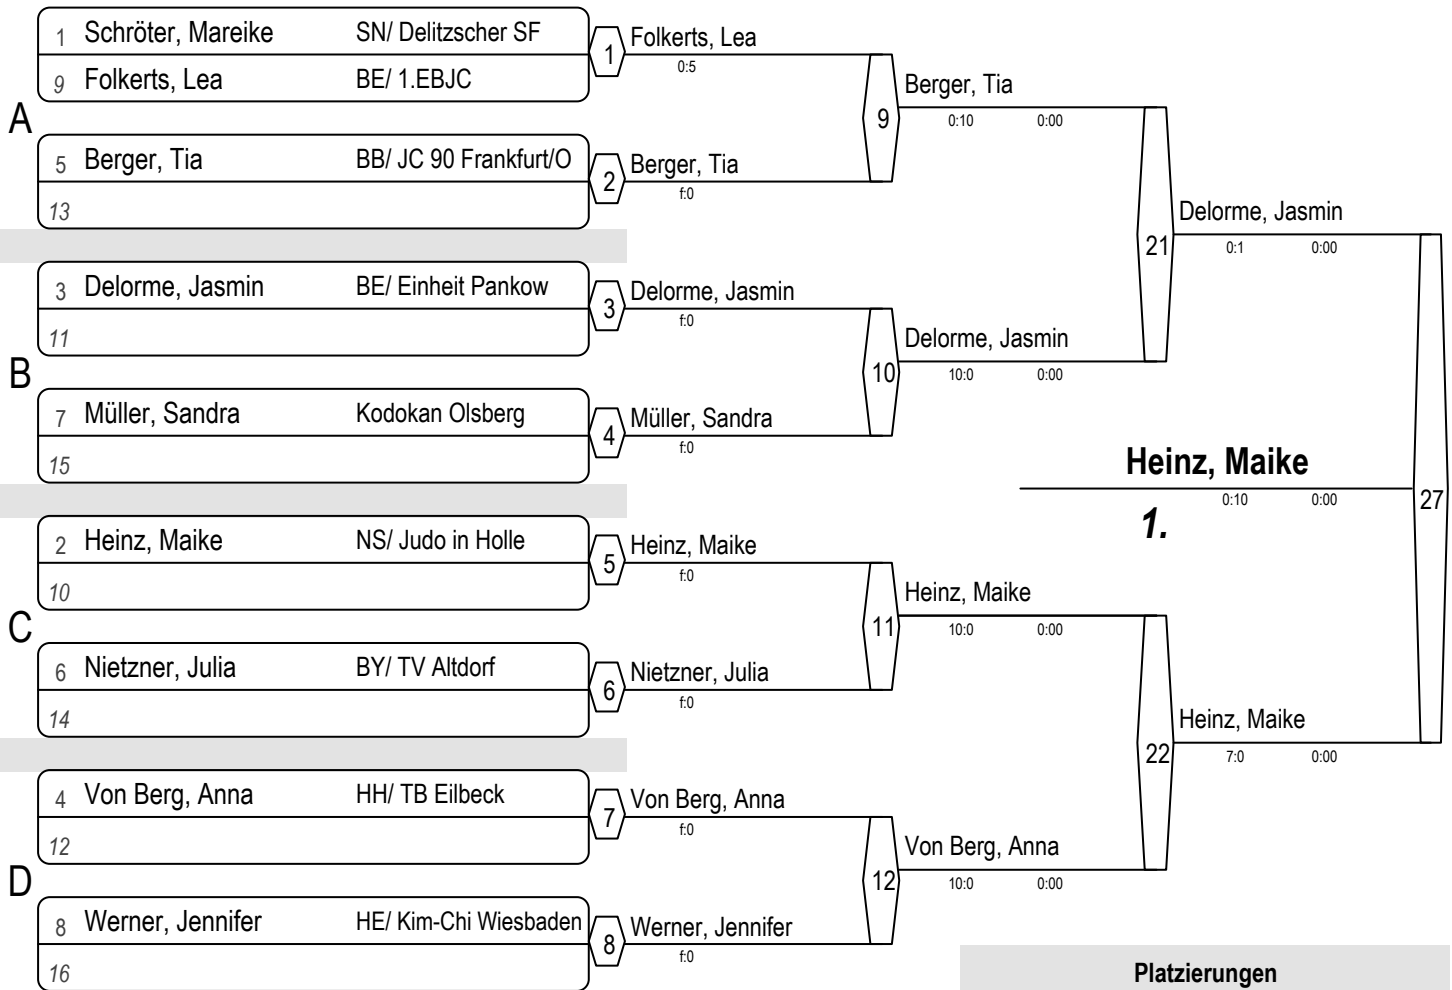 1 Schröter, Mareike SN/ Delitzscher SF
9 Folkerts, Lea BE/ 1.EBJC
1 Folkerts, Lea
0:5
A
5 Berger, Tia BB/ JC 90 Frankfurt/O
13
2 Berger, Tia
f:0
9 Berger, Tia
0:10 0:00
3 Delorme, Jasmin BE/ Einheit Pankow
11
3 Delorme, Jasmin
f:0
B
7 Müller, Sandra Kodokan Olsberg
15
4 Müller, Sandra
f:0
10 Delorme, Jasmin
10:0 0:00
21 Delorme, Jasmin
0:1 0:00
2 Heinz, Maike NS/ Judo in Holle
10
5 Heinz, Maike
f:0
C
6 Nietzner, Julia BY/ TV Altdorf
14
6 Nietzner, Julia
f:0
11 Heinz, Maike
10:0 0:00
4 Von Berg, Anna HH/ TB Eilbeck
12
7 Von Berg, Anna
f:0
D
8 Werner, Jennifer HE/ Kim-Chi Wiesbaden
16
8 Werner, Jennifer
f:0
12 Von Berg, Anna
10:0 0:00
22 Heinz, Maike
7:0 0:00
Heinz, Maike
0:10 0:00 27
1.
Platzierungen